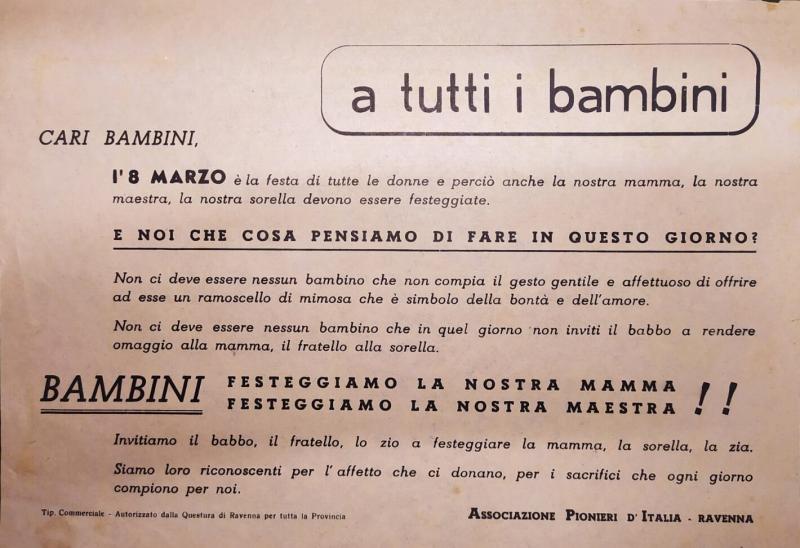 a tutti i bambini
CARI BAMBINI,
l'8 MARZO è la festa di tutte le donne e perciò anche la nostra mamma, la nostra
maestra, la nostra sorella devono essere festeggiate.
E NOI CHE COSA PENSIAMO DI FARE IN QUESTO GIORNO?
Non ci deve essere nessun bambino che non compia il gesto gentile e affettuoso di offrire
ad esse un ramoscello di mimosa che è simbolo della bontà e dell'amore.
Non ci deve essere nessun bambino che in quel giorno non inviti il babbo a rendere
omaggio alla mamma, il fratello alla sorella.
BAMBINI FESTEGGIAMO LA NOSTRA MAMMA
FESTEGGIAMO LA NOSTRA MAESTRA !!
Invitiamo il babbo, il fratello, lo zio a festeggiare la mamma, la sorella, la zia.
Siamo loro riconoscenti per l'affetto che ci donano, per i sacrifici che ogni giorno
compiono per noi.
Tip. Commerciale - Autorizzato dalla Questura di Ravenna per tutta la Provincia
ASSOCIAZIONE PIONIERI D'ITALIA - RAVENNA